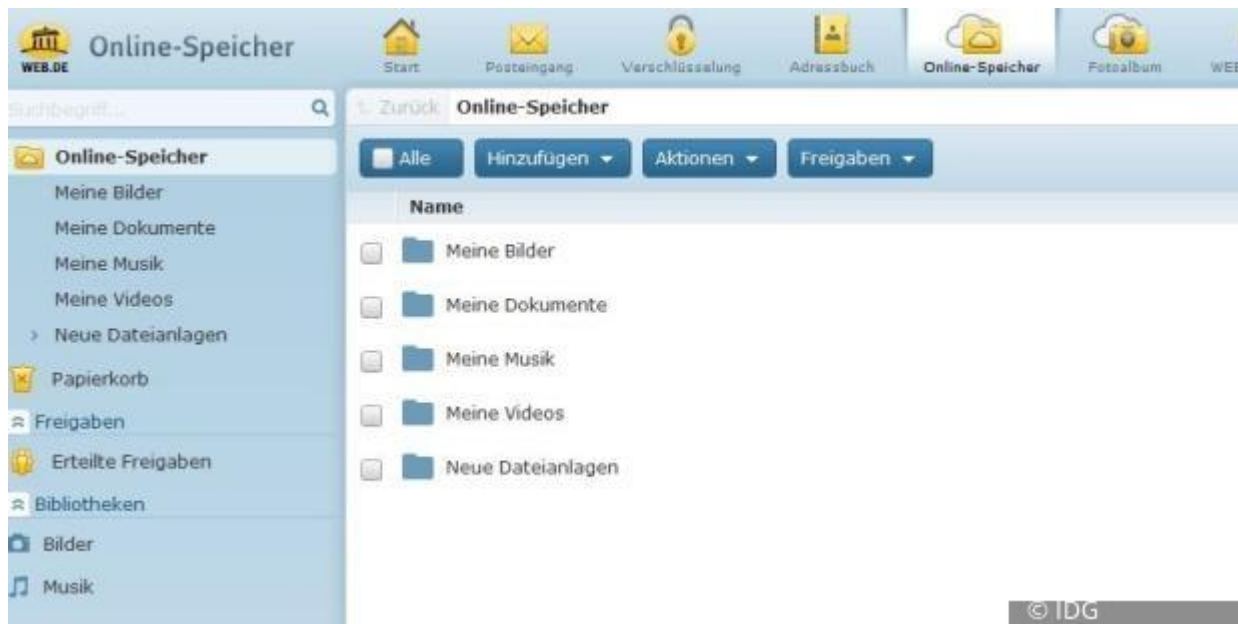 WEB.DE
Online-Speicher
Start
Posteingang
Verschlüsselung
Adressbuch
Online-Speicher
Fotoalbum
Suchbegriff...
Zurück
Online-Speicher
Online-Speicher
Meine Bilder
Meine Dokumente
Meine Musik
Meine Videos
Neue Dateianlagen
Papierkorb
Freigaben
Erteilte Freigaben
Bibliotheken
Bilder
Musik
Alle
Hinzufügen
Aktionen
Freigaben
Name
Meine Bilder
Meine Dokumente
Meine Musik
Meine Videos
Neue Dateianlagen
© IDG